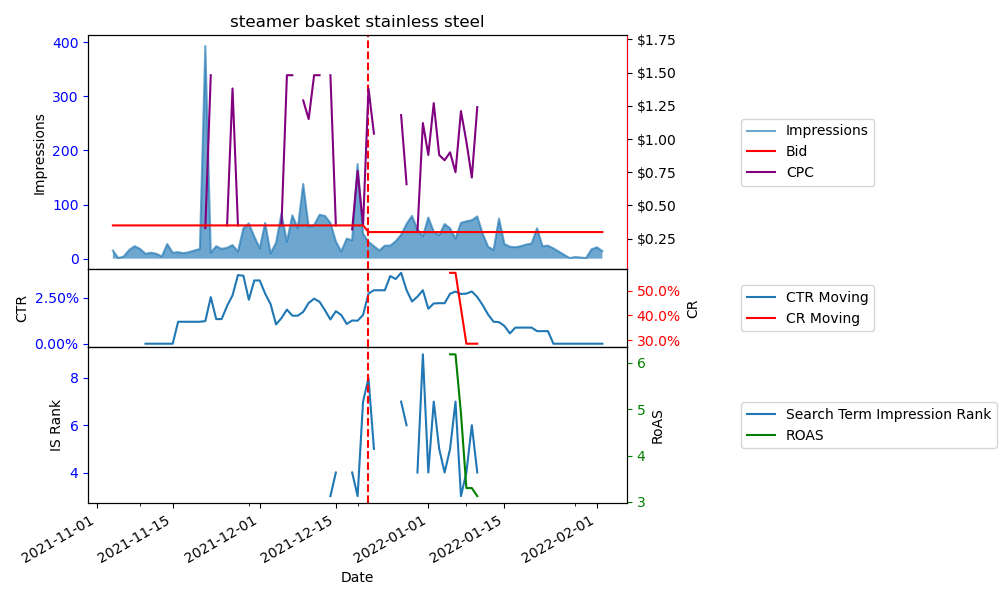 steamer basket stainless steel
400
300
200
100
0
Impressions
$1.75
$1.50
$1.25
$1.00
$0.75
$0.50
$0.25
Impressions
Bid
CPC
2.50%
0.00%
CTR
50.0%
40.0%
30.0%
CR
CTR Moving
CR Moving
8
6
4
IS Rank
6
5
4
3
RoAS
Search Term Impression Rank
ROAS
2021-11-01
2021-11-15
2021-12-01
2021-12-15
2022-01-01
2022-01-15
2022-02-01
Date